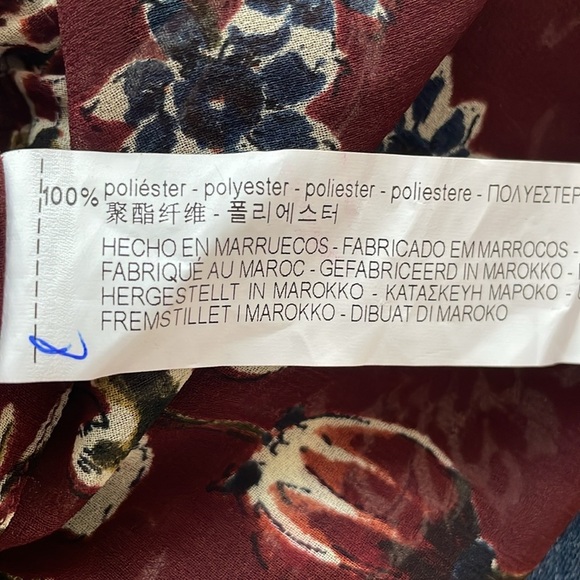 100% poliéster - polyester - poliester - poliestere - ΠΟΛΥΕΣΤΕΡ
聚酯纤维 - 폴리에스터
HECHO EN MARRUECOS - FABRICADO EM MARROCOS -
FABRIQUÉ AU MAROC - GEFABRICEERD IN MAROKKO -
HERGESTELLT IN MAROKKO - ΚΑΤΑΣΚΕΥΗ ΜΑΡΟΚΟ -
FREMSTILLET I MAROKKO - DIBUAT DI MAROKO